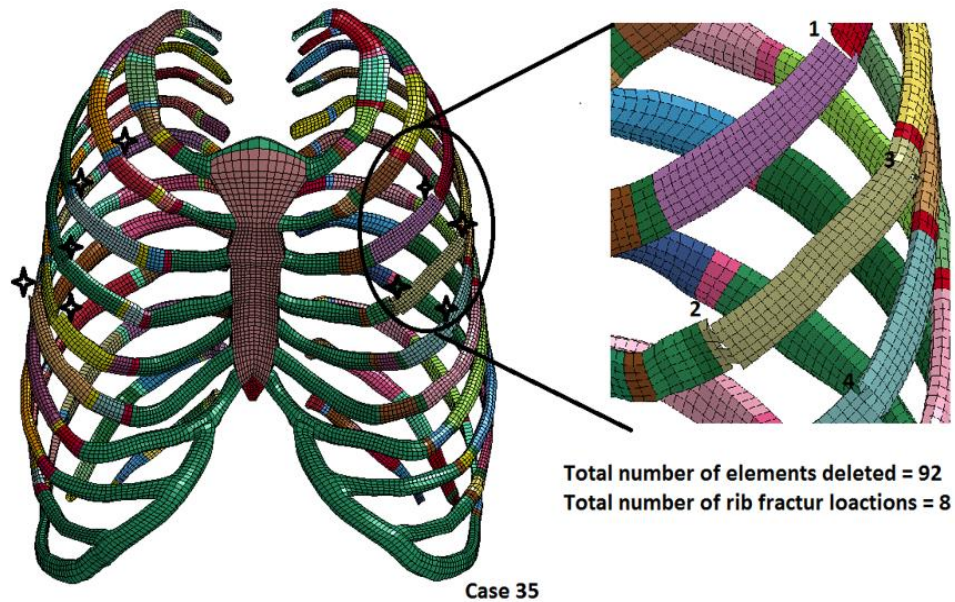 1
3
2
4
Total number of elements deleted = 92
Total number of rib fractur loactions = 8
Case 35